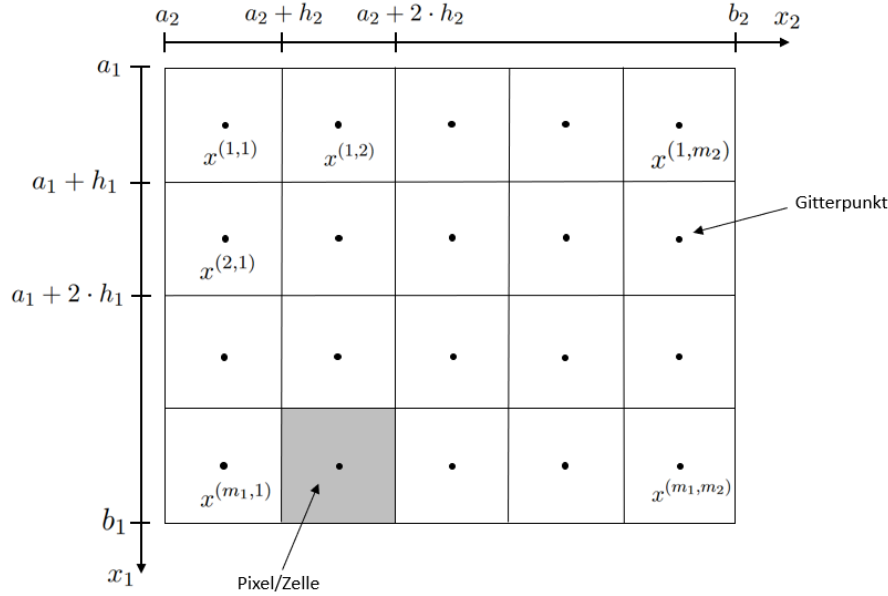 a₂ a₂ + h₂ a₂ + 2 · h₂ b₂ x₂
a₁
x⁽¹,¹⁾ x⁽¹,²⁾ x⁽¹,ᵐ²⁾
a₁ + h₁
Gitterpunkt
x⁽²,¹⁾
a₁ + 2 · h₁
x⁽ᵐ¹,¹⁾ x⁽ᵐ¹,ᵐ²⁾
b₁
x₁
Pixel/Zelle